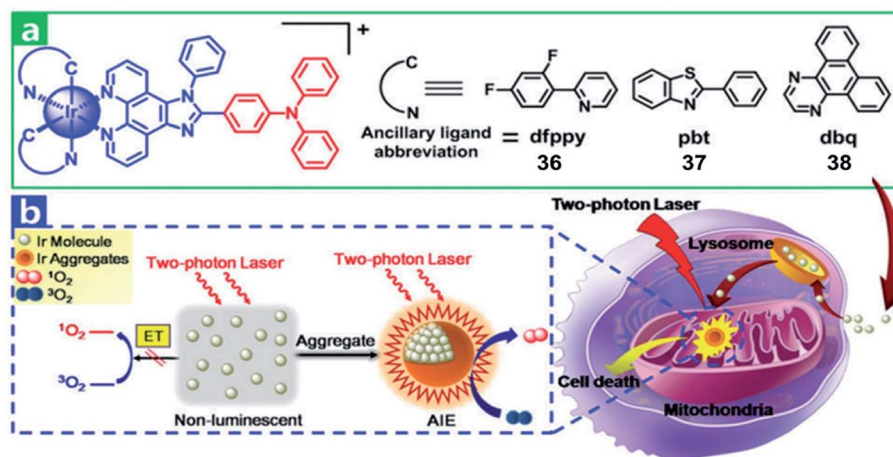 a
+
Ir
N
C
C
N
N
N
N
N
N
C
N
Ancillary ligand
abbreviation
≡
=
F
F
N
dfppy
36
S
N
pbt
37
N
N
dbq
38
b
Ir Molecule
Ir Aggregates
¹O₂
³O₂
Two-photon Laser
Two-photon Laser
¹O₂
ET
³O₂
Aggregate
Non-luminescent
AIE
Two-photon Laser
Lysosome
Cell death
Mitochondria